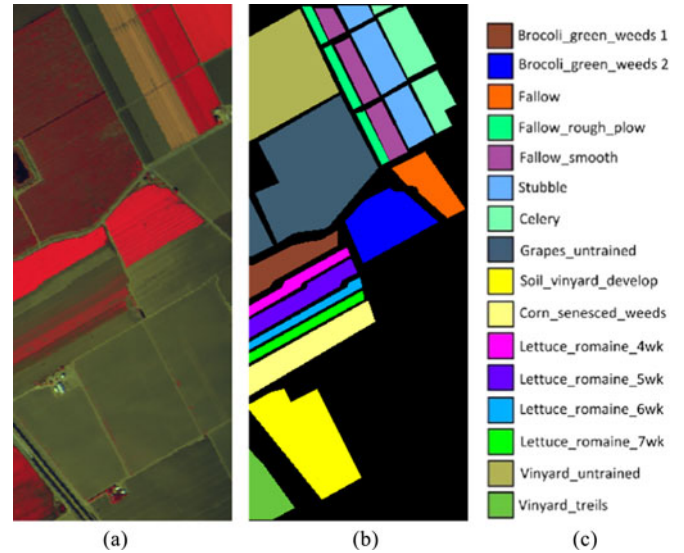 Brocoli_green_weeds 1
Brocoli_green_weeds 2
Fallow
Fallow_rough_plow
Fallow_smooth
Stubble
Celery
Grapes_untrained
Soil_vinyard_develop
Corn_senesced_weeds
Lettuce_romaine_4wk
Lettuce_romaine_5wk
Lettuce_romaine_6wk
Lettuce_romaine_7wk
Vinyard_untrained
Vinyard_treils
(a) (b) (c)